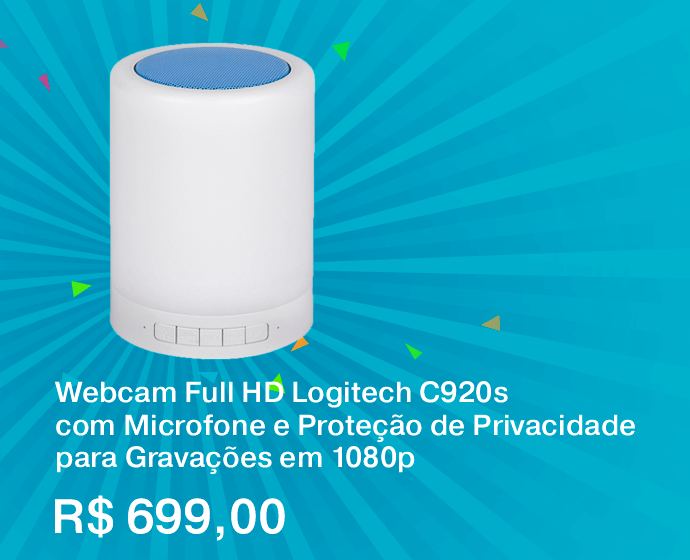 Webcam Full HD Logitech C920s
com Microfone e Proteção de Privacidade
para Gravações em 1080p
R$ 699,00